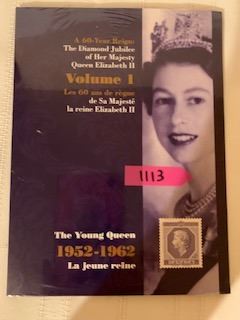 A 60-Year Reign:
The Diamond Jubilee
of Her Majesty
Queen Elizabeth II
Volume 1
Les 60 ans de règne
de Sa Majesté
la reine Elizabeth II
1113
The Young Queen
1952-1962
La jeune reine